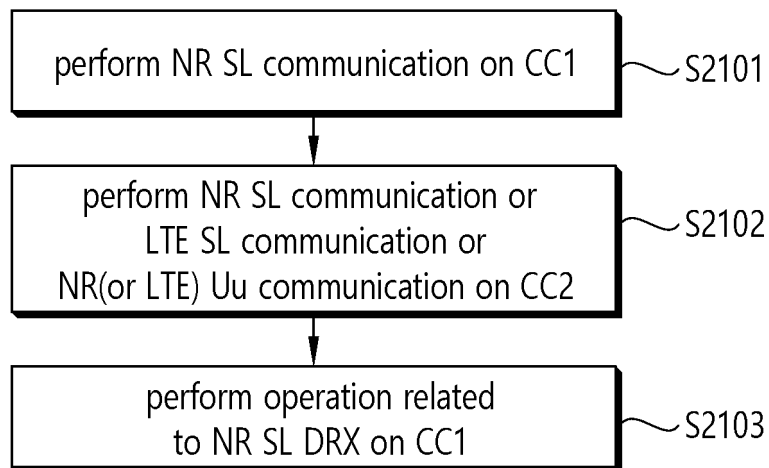 perform NR SL communication on CC1
S2101
perform NR SL communication or
LTE SL communication or
NR(or LTE) Uu communication on CC2
S2102
perform operation related
to NR SL DRX on CC1
S2103